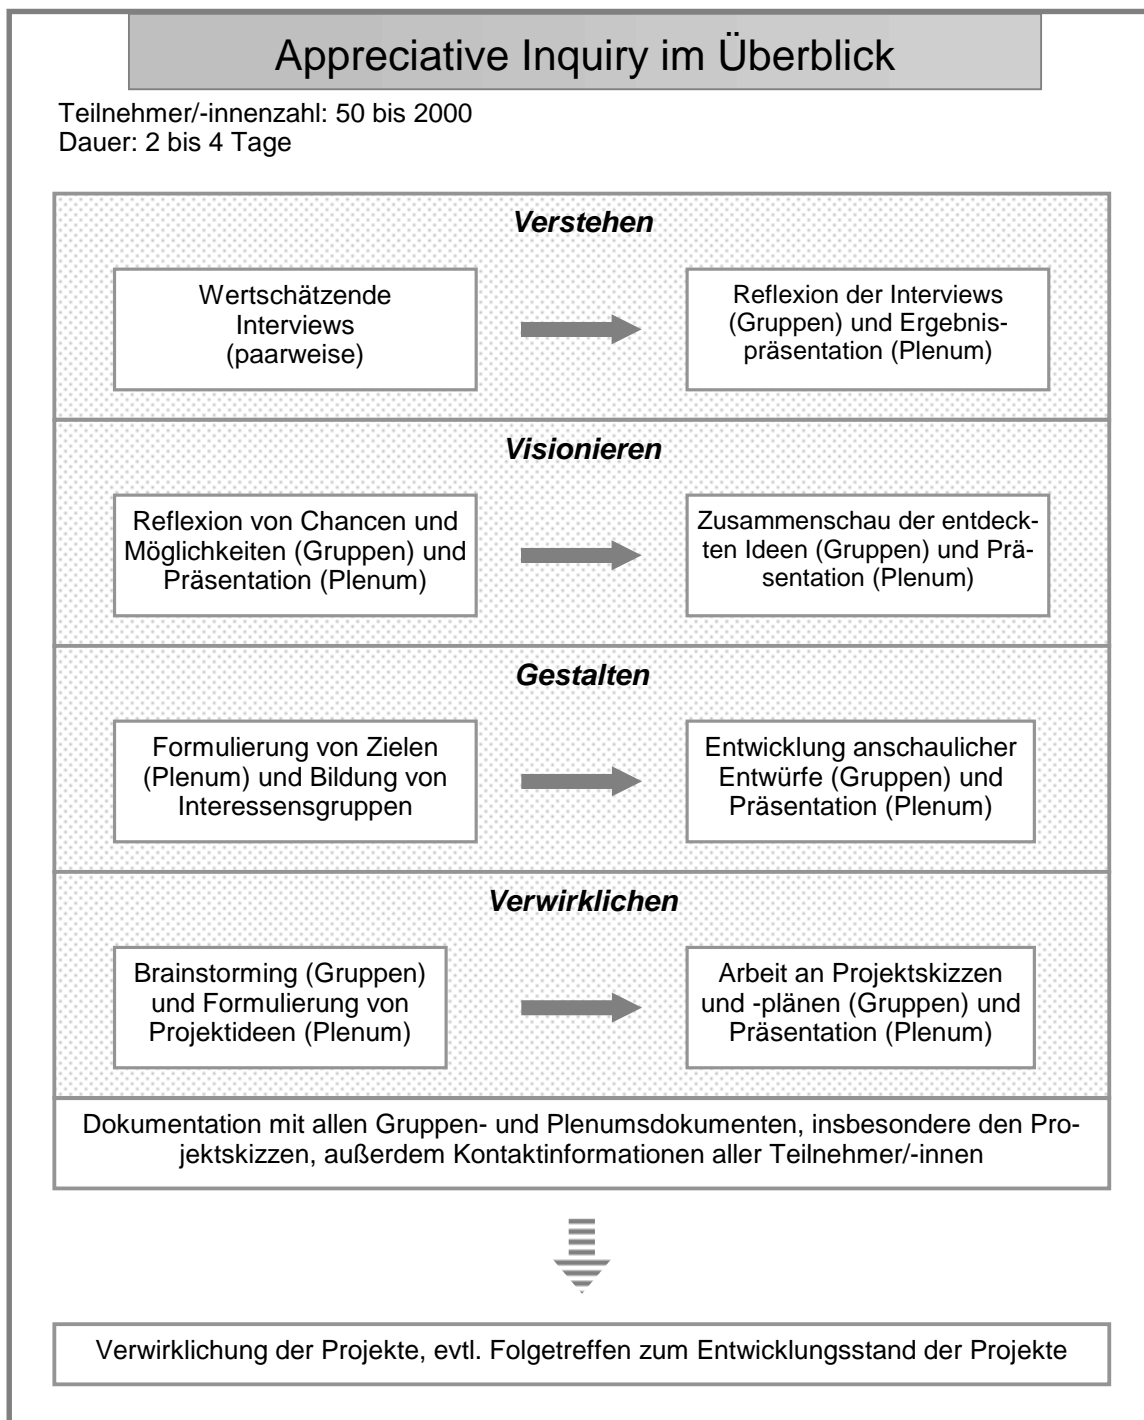 Appreciative Inquiry im Überblick
Teilnehmer/-innenzahl: 50 bis 2000
Dauer: 2 bis 4 Tage
Verstehen
Wertschätzende
Interviews
(paarweise)
Reflexion der Interviews
(Gruppen) und Ergebnis-
präsentation (Plenum)
Visionieren
Reflexion von Chancen und
Möglichkeiten (Gruppen) und
Präsentation (Plenum)
Zusammenschau der entdeck-
ten Ideen (Gruppen) und Prä-
sentation (Plenum)
Gestalten
Formulierung von Zielen
(Plenum) und Bildung von
Interessensgruppen
Entwicklung anschaulicher
Entwürfe (Gruppen) und
Präsentation (Plenum)
Verwirklichen
Brainstorming (Gruppen)
und Formulierung von
Projektideen (Plenum)
Arbeit an Projektskizzen
und -plänen (Gruppen) und
Präsentation (Plenum)
Dokumentation mit allen Gruppen- und Plenumsdokumenten, insbesondere den Pro-
jektskizzen, außerdem Kontaktinformationen aller Teilnehmer/-innen
Verwirklichung der Projekte, evtl. Folgetreffen zum Entwicklungsstand der Projekte